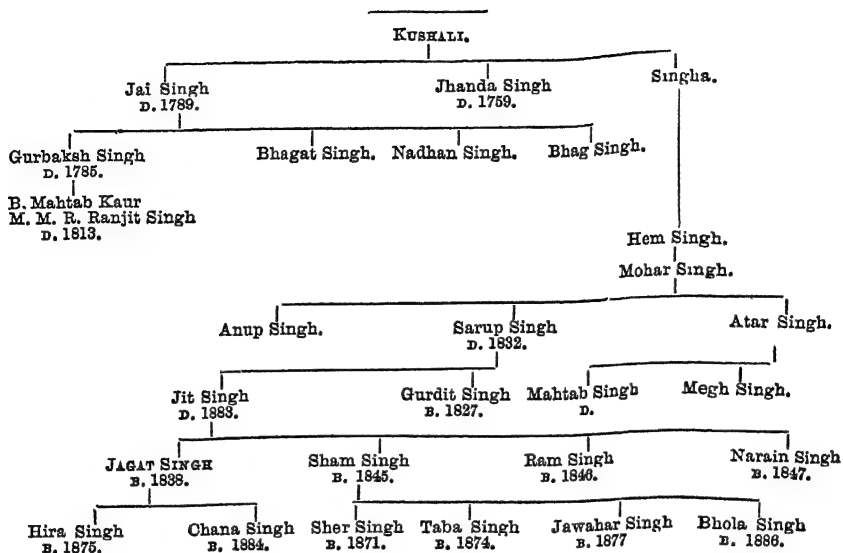 KUSHALI.
Jai Singh Jhanda Singh Singha.
D. 1789. D. 1759.
Gurbaksh Singh Bhagat Singh. Nadhan Singh. Bhag Singh.
D. 1785.
B. Mahtab Kaur
M. M. R. Ranjit Singh
D. 1813.
Hem Singh.
Mohar Singh.
Anup Singh. Sarup Singh Atar Singh.
D. 1832.
Jit Singh Gurdit Singh Mahtab Singh Megh Singh.
D. 1883. B. 1827. D.
JAGAT SINGH Sham Singh Ram Singh Narain Singh
B. 1838. B. 1845. B. 1846. B. 1847.
Hira Singh Chana Singh Sher Singh Taba Singh Jawahar Singh Bhola Singh
B. 1875. B. 1884. B. 1871. B. 1874. B. 1877 B. 1886.